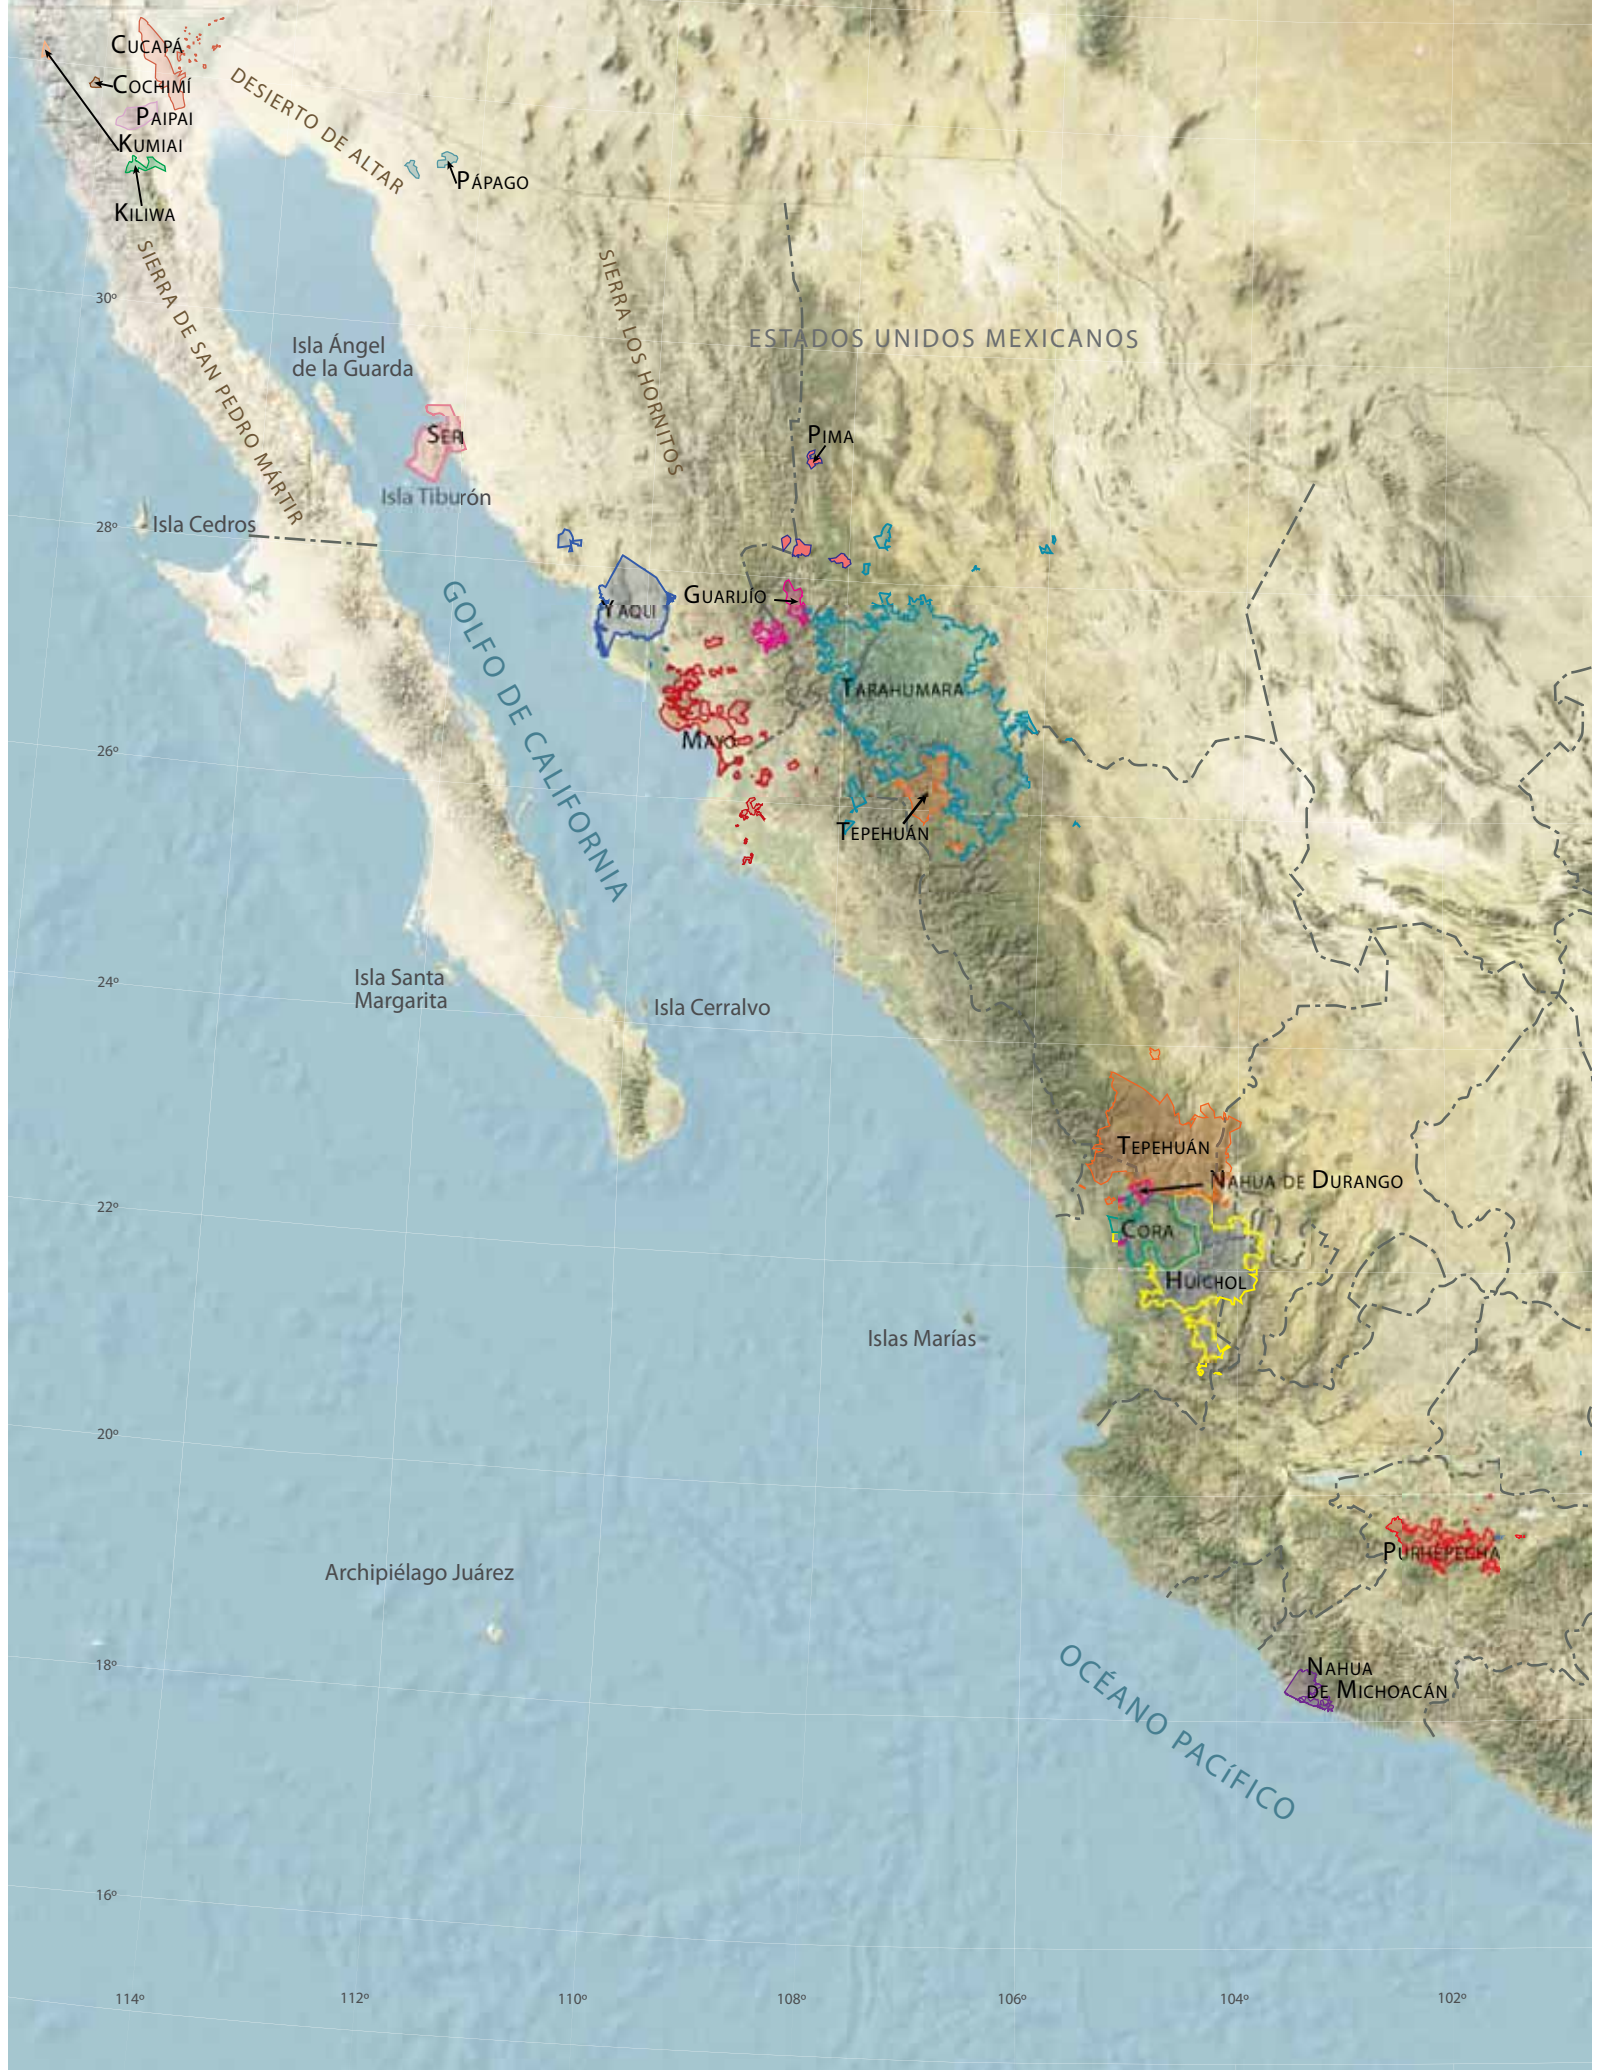 CUCAPÁ
COCHIMÍ
PAIPAI
KUMIAI
KILIWA
DESIERTO DE ALTAR
PÁPAGO
SIERRA DE SAN PEDRO MÁRTIR
SIERRA LOS HORNITOS
30º
ESTADOS UNIDOS MEXICANOS
Isla Ángel
de la Guarda
SERI
PIMA
Isla Tiburón
28º
Isla Cedros
GOLFO DE CALIFORNIA
YAQUI
GUARIJÍO
TARAHUMARA
MAYO
26º
TEPEHUÁN
24º
Isla Santa
Margarita
Isla Cerralvo
TEPEHUÁN
NAHUA DE DURANGO
22º
CORA
HUICHOL
Islas Marías
20º
PURHÉPECHA
Archipiélago Juárez
18º
OCÉANO PACíFICO
NAHUA
DE MICHOACÁN
16º
114º
112º
110º
108º
106º
104º
102º